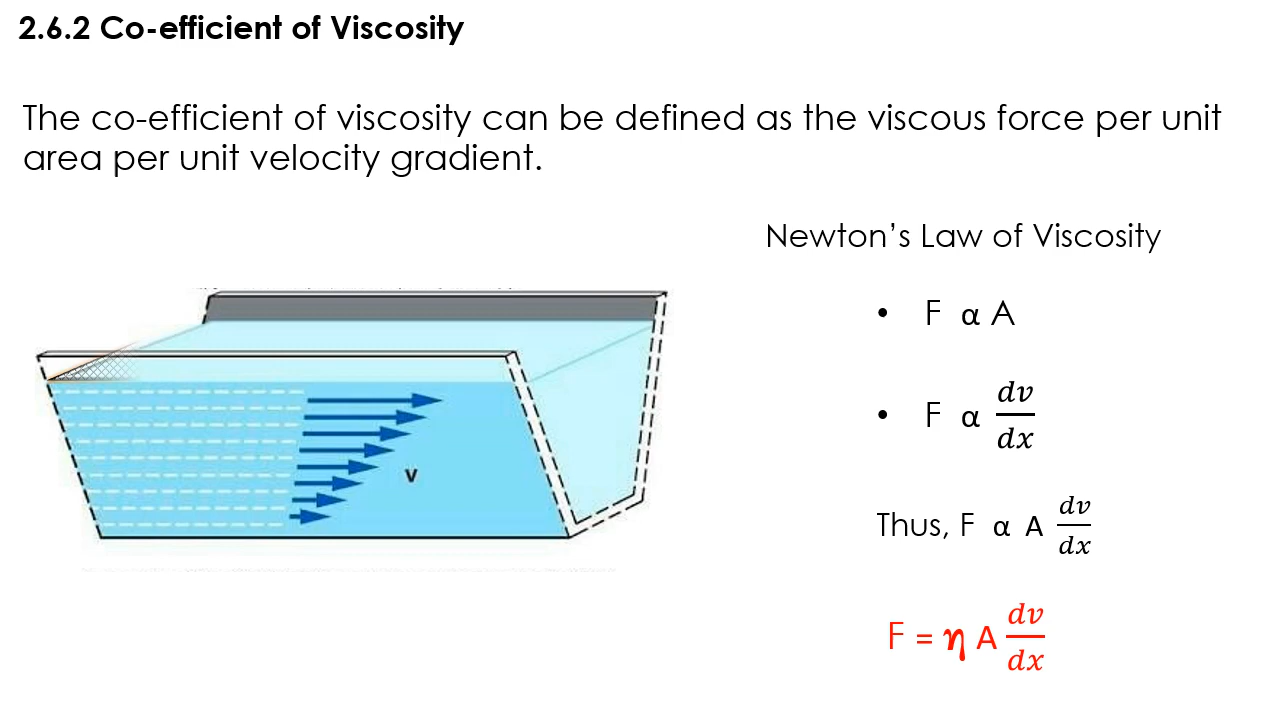 2.6.2 Co-efficient of Viscosity
The co-efficient of viscosity can be defined as the viscous force per unit
area per unit velocity gradient.
Newton’s Law of Viscosity
• F α A
• F α dv/dx
Thus, F α A dv/dx
F = η A dv/dx
v